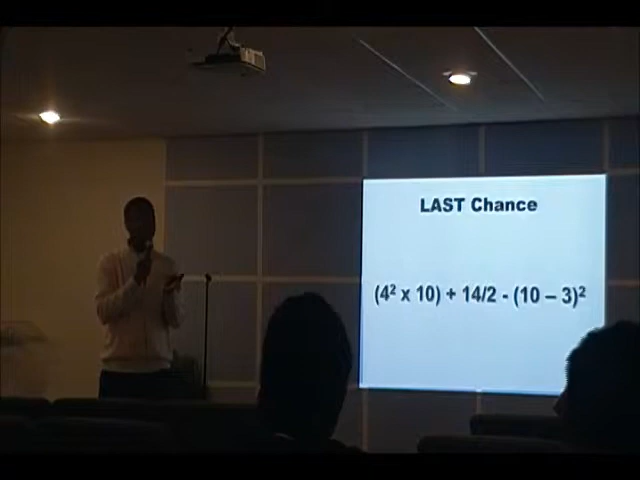 LAST Chance
(4² x 10) + 14/2 - (10 – 3)²